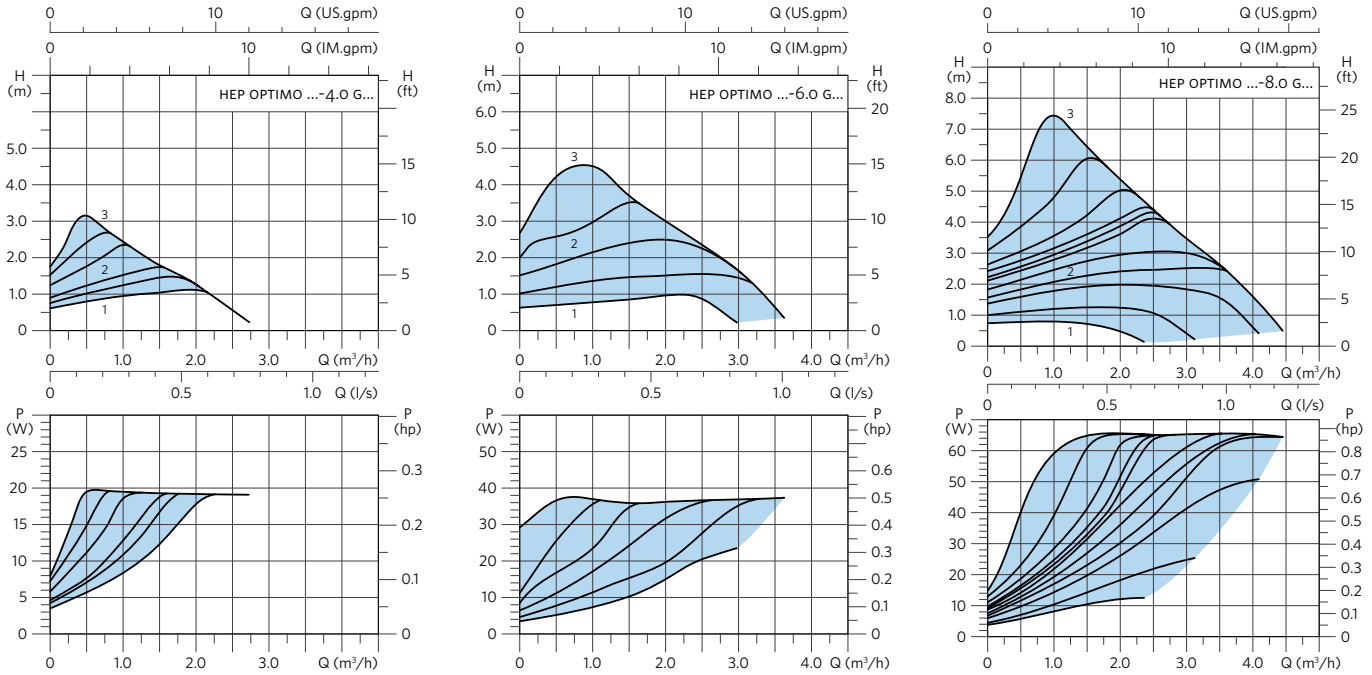 0 10 Q (US.gpm)
0 10 Q (IM.gpm)
H (m) H (ft)
HEP OPTIMO ...-4.0 G...
5.0 15
4.0
3.0 3 10
2.0 2 5
1.0 1
0 0
0 1.0 2.0 3.0 Q (m³/h)
0 0.5 1.0 Q (l/s)
P (W) P (hp)
25 0.3
20
15 0.2
10 0.1
5
0 0
0 1.0 2.0 3.0 Q (m³/h)
0 10 Q (US.gpm)
0 10 Q (IM.gpm)
H (m) H (ft)
HEP OPTIMO ...-6.0 G...
6.0 20
5.0 15
4.0 3
3.0 10
2.0 2 5
1.0 1
0 0
0 1.0 2.0 3.0 4.0 Q (m³/h)
0 0.5 1.0 Q (l/s)
P (W) P (hp)
50 0.6
40 0.5
30 0.4
20 0.3
10 0.2
0.1
0 0
0 1.0 2.0 3.0 4.0 Q (m³/h)
0 10 Q (US.gpm)
0 10 Q (IM.gpm)
H (m) H (ft)
HEP OPTIMO ...-8.0 G...
8.0 25
7.0 3
6.0 20
5.0 15
4.0
3.0 10
2.0 2 5
1.0 1
0 0
0 1.0 2.0 3.0 4.0 Q (m³/h)
0 0.5 1.0 Q (l/s)
P (W) P (hp)
60 0.8
50 0.7
40 0.6
0.5
30 0.4
20 0.3
10 0.2
0.1
0 0
0 1.0 2.0 3.0 4.0 Q (m³/h)